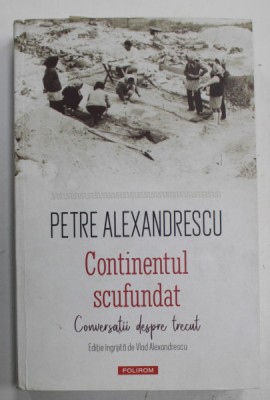 PETRE ALEXANDRESCU
Continentul
scufundat
Conversații despre trecut
Ediție îngrijită de Vlad Alexandrescu
POLIROM